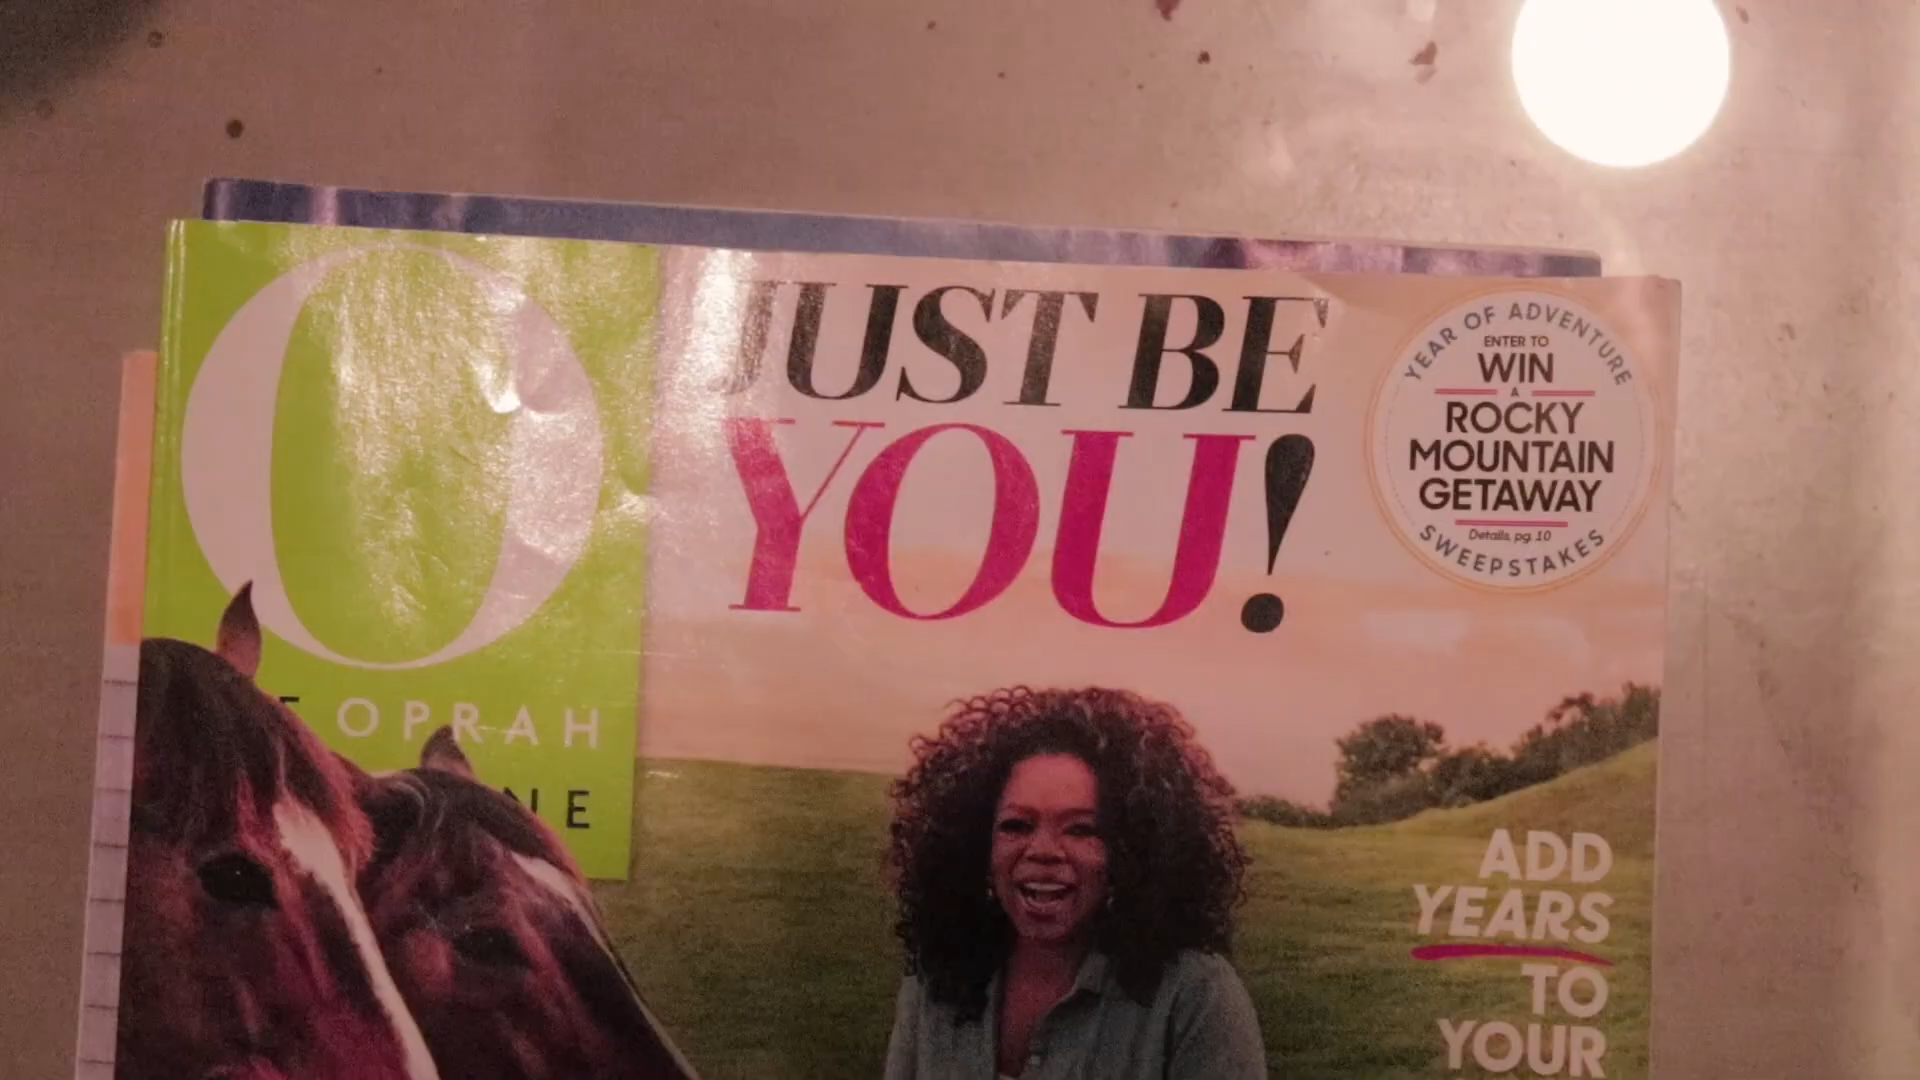 O
OPRAH
NE
JUST BE
YOU!
YEAR OF ADVENTURE
ENTER TO
WIN
A
ROCKY
MOUNTAIN
GETAWAY
Details, pg. 10
SWEEPSTAKES
ADD
YEARS
TO
YOUR